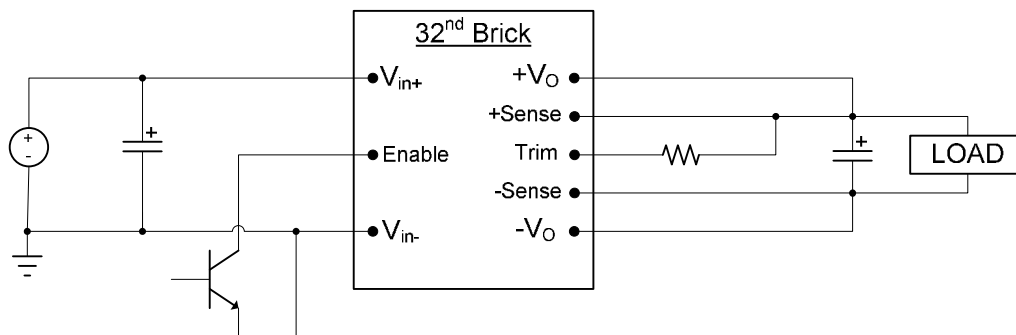 32nd Brick
Vin+
Enable
Vin-
+VO
+Sense
Trim
-Sense
-VO
+
-
+
+
LOAD